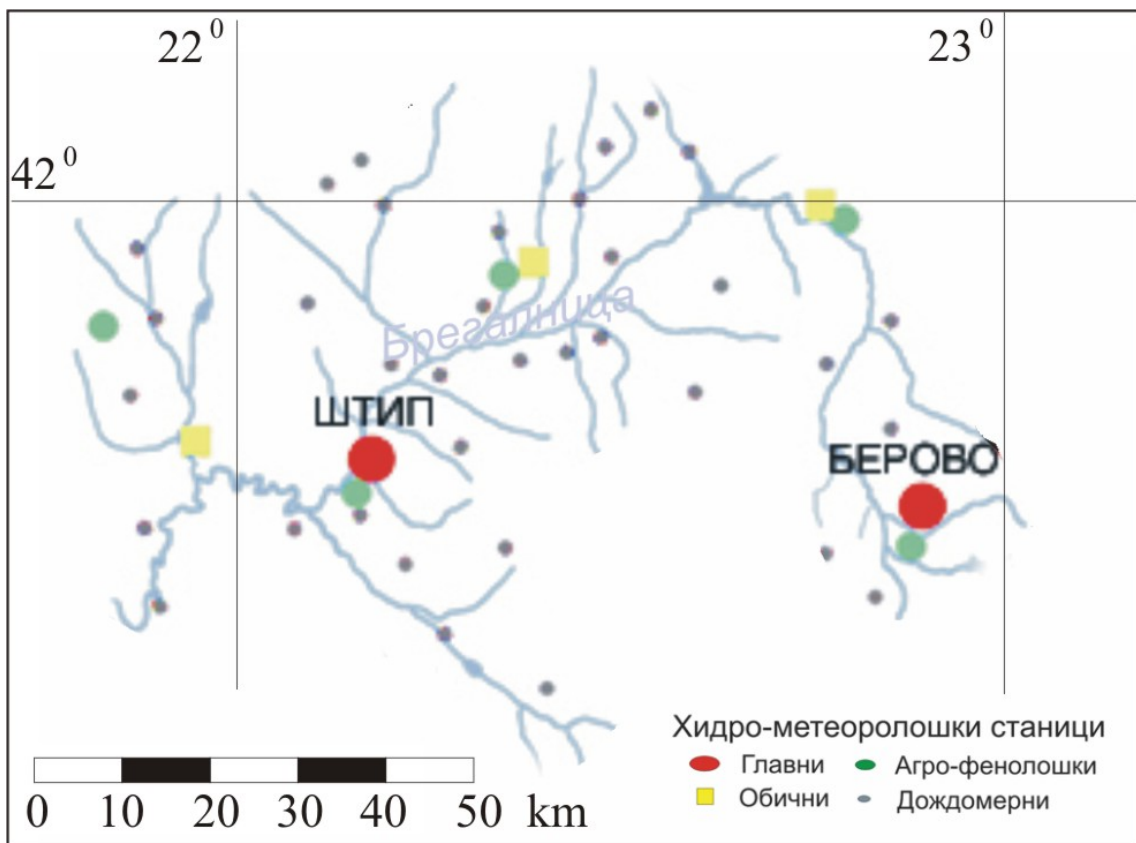 22⁰
23⁰
42⁰
Брегалница
ШТИП
БЕРОВО
Хидро-метеоролошки станици
Главни
Агро-фенолошки
Обични
Дождомерни
0 10 20 30 40 50 km